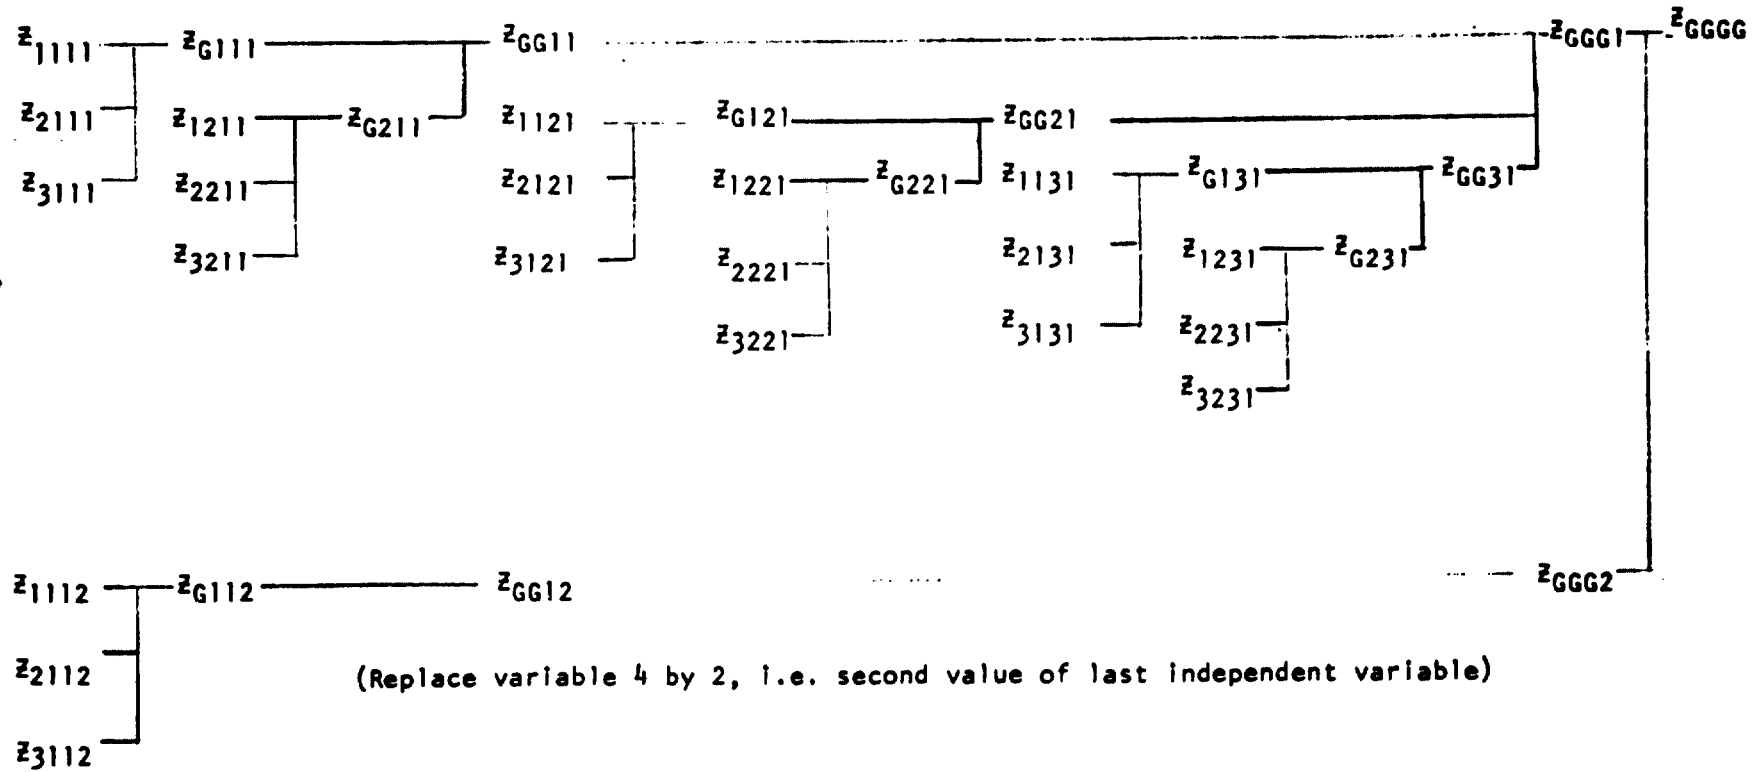 Z1111 ZG111 ZGG11 ZGGG1 ZGGGG
Z2111 Z1211 ZG211 Z1121 ZG121 ZGG21
Z3111 Z2211 Z2121 Z1221 ZG221 Z1131 ZG131 ZGG31
Z3211 Z3121 Z2221 Z2131 Z1231 ZG231
Z3221 Z3131 Z2231
Z3231
Z1112 ZG112 ZGG12 ZGGG2
Z2112 (Replace variable 4 by 2, i.e. second value of last independent variable)
Z3112